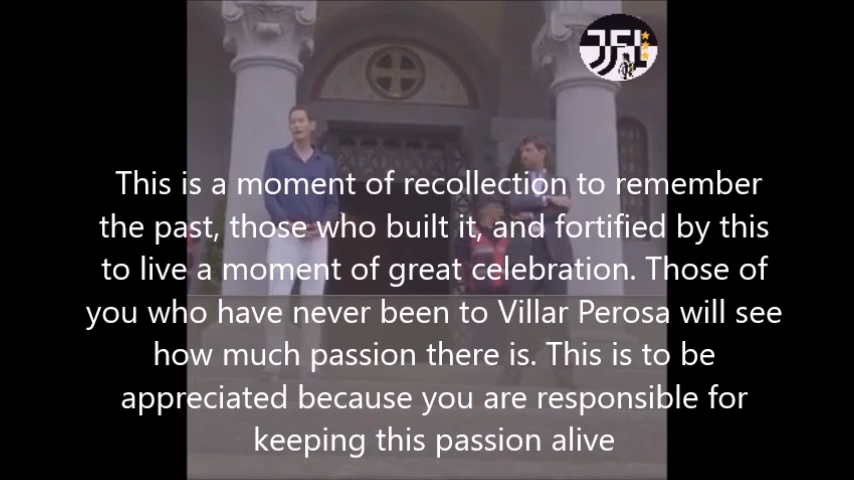 JFL
This is a moment of recollection to remember
the past, those who built it, and fortified by this
to live a moment of great celebration. Those of
you who have never been to Villar Perosa will see
how much passion there is. This is to be
appreciated because you are responsible for
keeping this passion alive